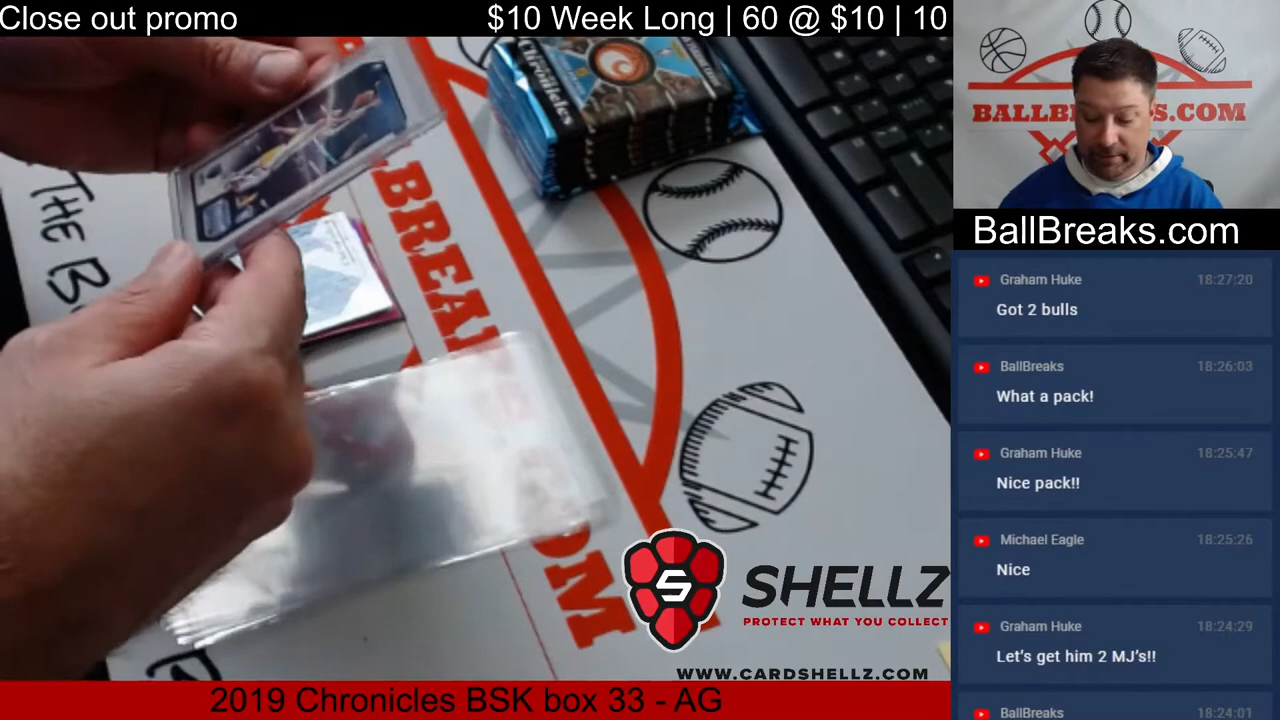 Close out promo
$10 Week Long | 60 @ $10 | 10
Chronicles
THE
BREA
OM
BALLBREAKS.COM
BallBreaks.com
Graham Huke 18:27:20
Got 2 bulls
BallBreaks 18:26:03
What a pack!
Graham Huke 18:25:47
Nice pack!!
Michael Eagle 18:25:26
Nice
Graham Huke 18:24:29
Let's get him 2 MJ's!!
BallBreaks 18:24:01
S SHELLZ
PROTECT WHAT YOU COLLECT
WWW.CARDSHELLZ.COM
2019 Chronicles BSK box 33 - AG